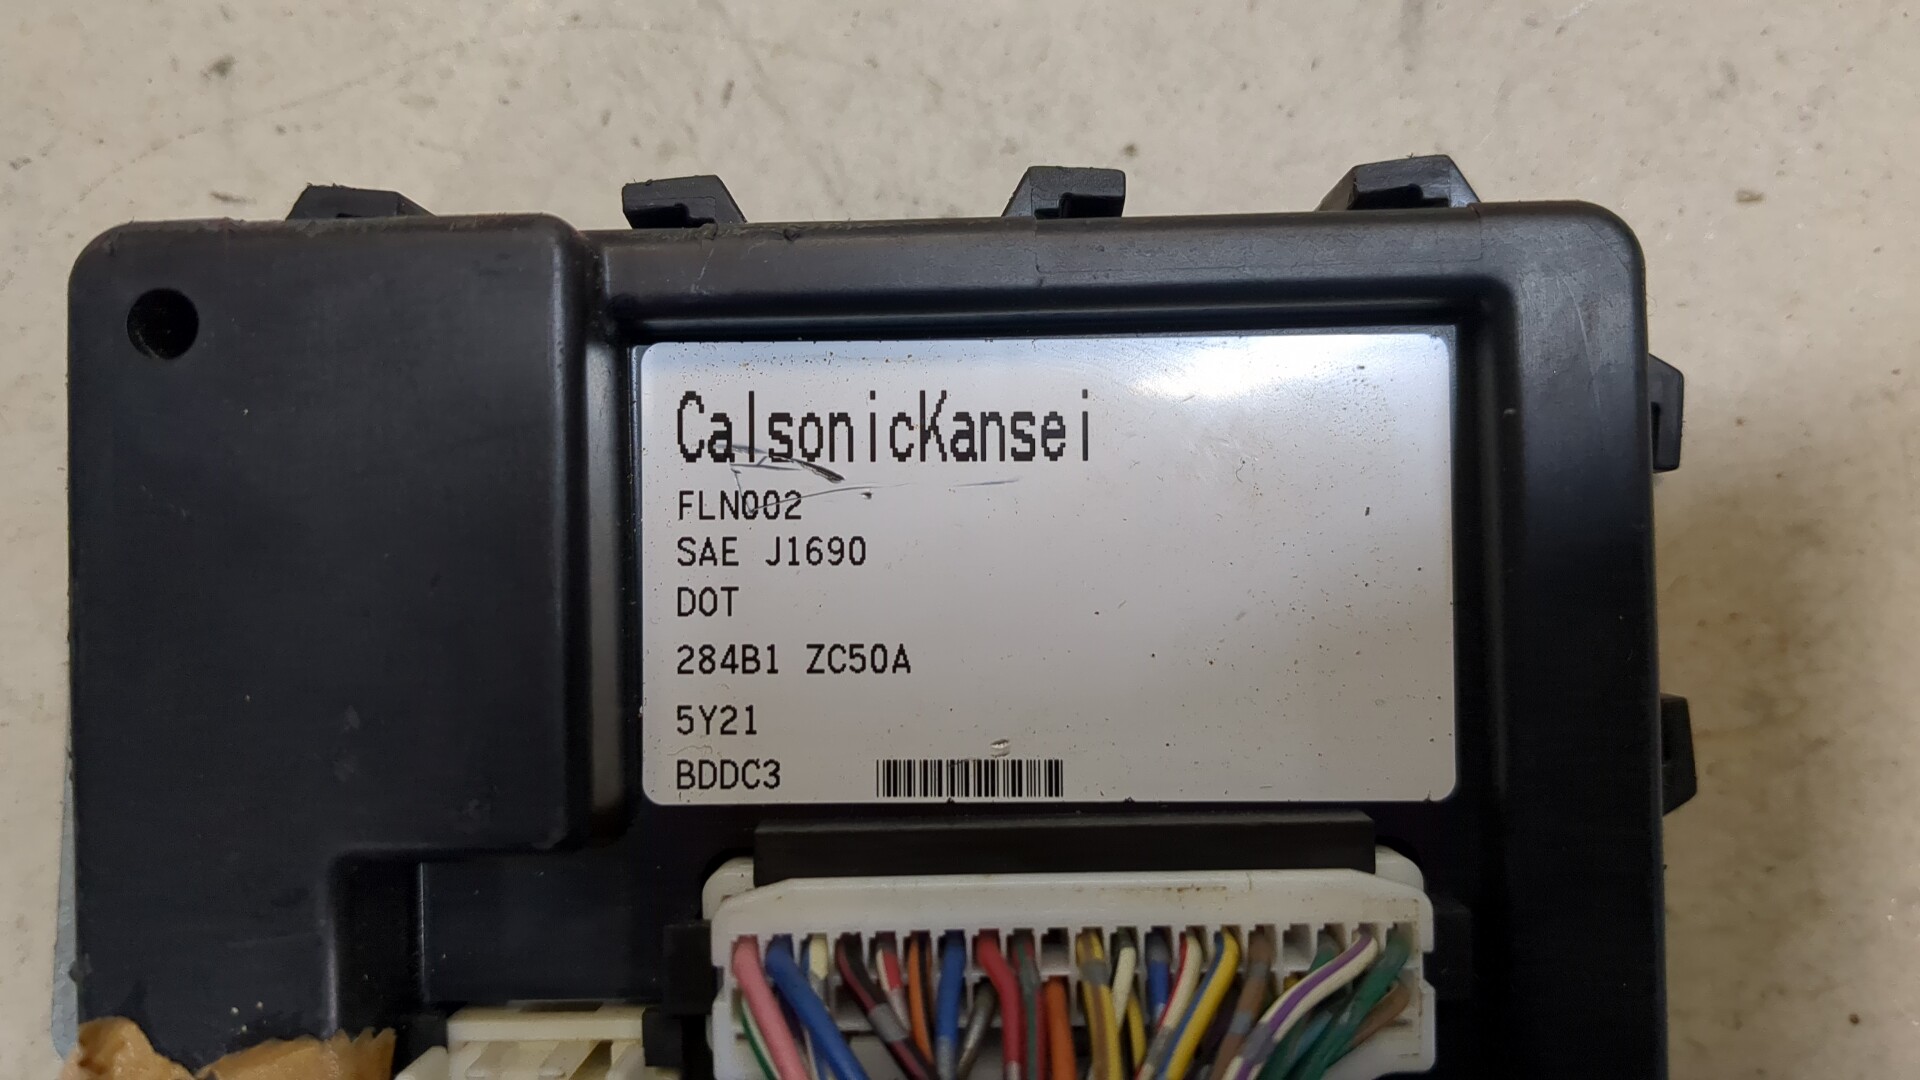 CalsonicKansei
FLN002
SAE J1690
DOT
284B1 ZC50A
5Y21
BDDC3